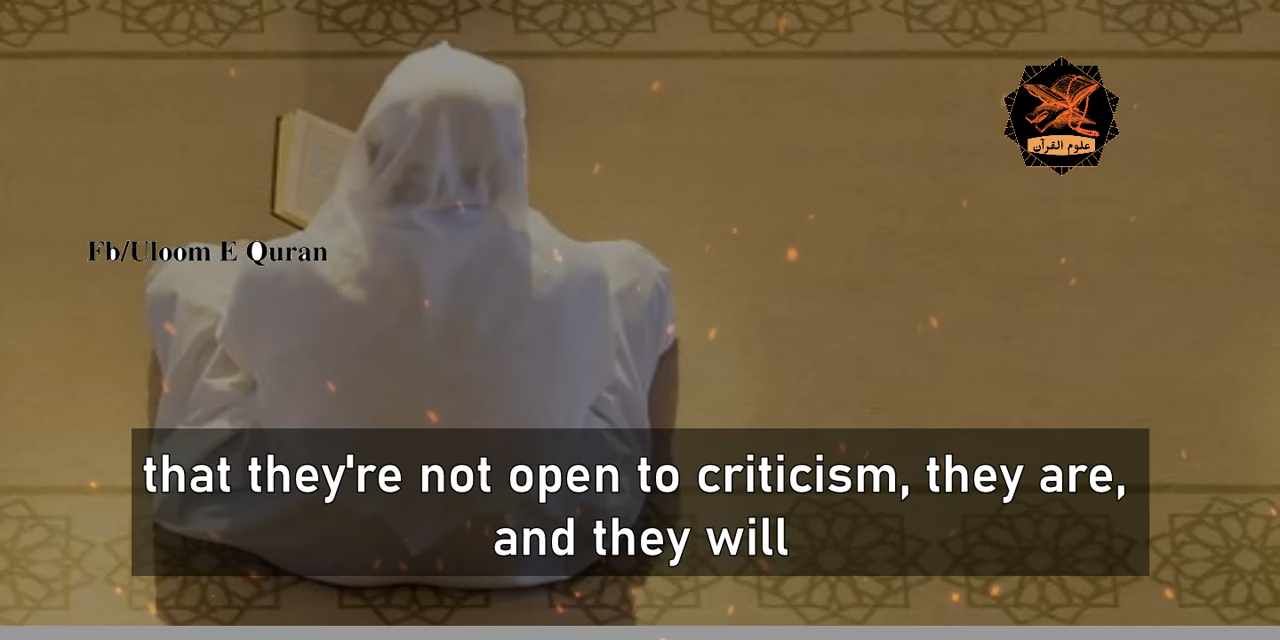 علوم القرآن
Fb/Uloom E Quran
that they're not open to criticism, they are,
and they will